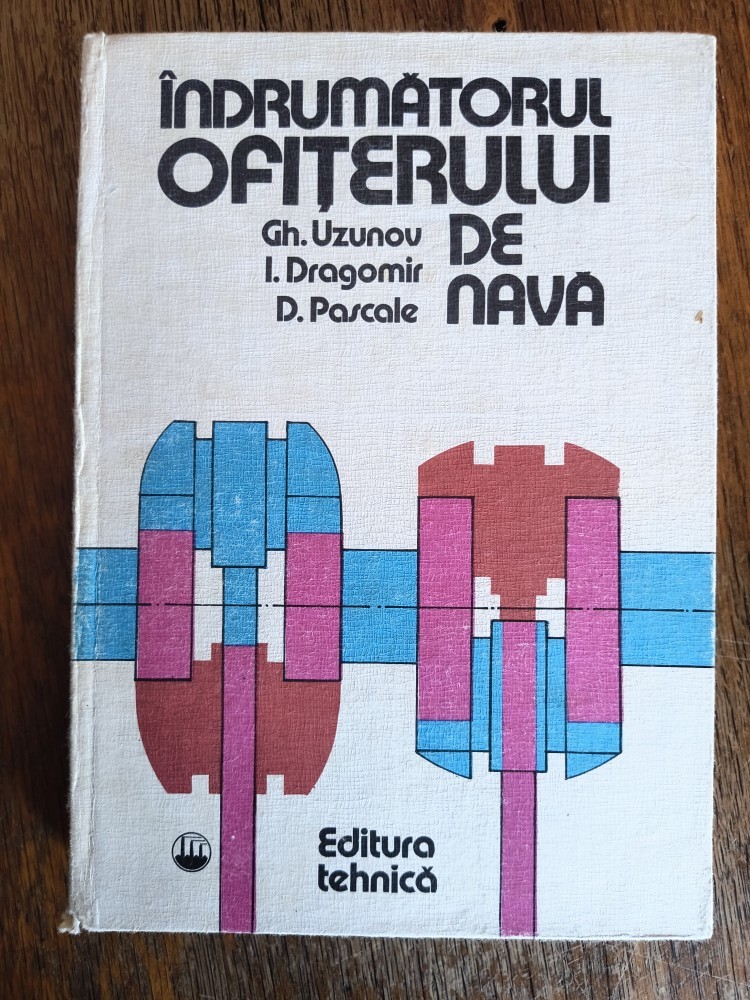 ÎNDRUMĂTORUL
OFIȚERULUI
DE
NAVĂ
Gh. Uzunov
I. Dragomir
D. Pascale
Editura
tehnică